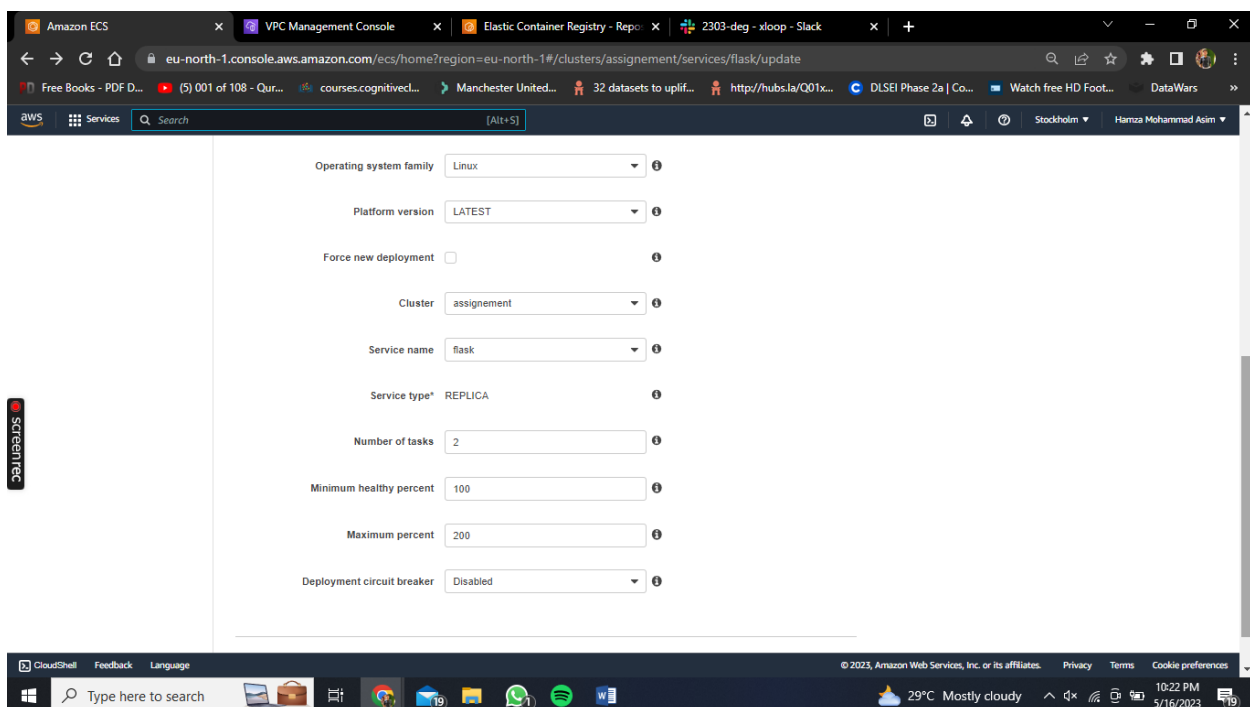 Amazon ECS
VPC Management Console
Elastic Container Registry - Repo
2303-deg - xloop - Slack
eu-north-1.console.aws.amazon.com/ecs/home?region=eu-north-1#/clusters/assignement/services/flask/update
Free Books - PDF D...
(5) 001 of 108 - Qur...
courses.cognitivecl...
Manchester United...
32 datasets to uplif...
http://hubs.la/Q01x...
DLSEI Phase 2a | Co...
Watch free HD Foot...
DataWars
aws
Services
Search
[Alt+S]
Stockholm
Hamza Mohammad Asim
Operating system family Linux
Platform version LATEST
Force new deployment
Cluster assignement
Service name flask
Service type* REPLICA
Number of tasks 2
Minimum healthy percent 100
Maximum percent 200
Deployment circuit breaker Disabled
screenrec
CloudShell Feedback Language
© 2023, Amazon Web Services, Inc. or its affiliates. Privacy Terms Cookie preferences
Type here to search
19
29°C Mostly cloudy
10:22 PM
5/16/2023
19